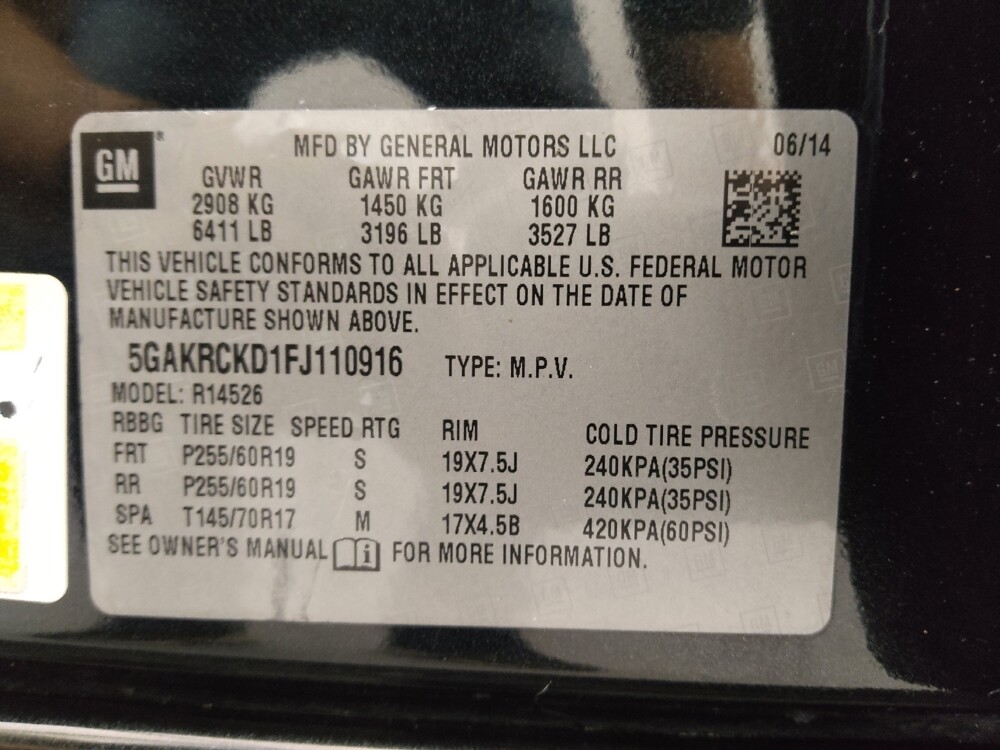 GM ® MFD BY GENERAL MOTORS LLC 06/14
GVWR GAWR FRT GAWR RR
2908 KG 1450 KG 1600 KG
6411 LB 3196 LB 3527 LB
THIS VEHICLE CONFORMS TO ALL APPLICABLE U.S. FEDERAL MOTOR
VEHICLE SAFETY STANDARDS IN EFFECT ON THE DATE OF
MANUFACTURE SHOWN ABOVE.
5GAKRCKD1FJ110916 TYPE: M.P.V.
MODEL: R14526
RBBG TIRE SIZE SPEED RTG RIM COLD TIRE PRESSURE
FRT P255/60R19 S 19X7.5J 240KPA(35PSI)
RR P255/60R19 S 19X7.5J 240KPA(35PSI)
SPA T145/70R17 M 17X4.5B 420KPA(60PSI)
SEE OWNER'S MANUAL i FOR MORE INFORMATION.